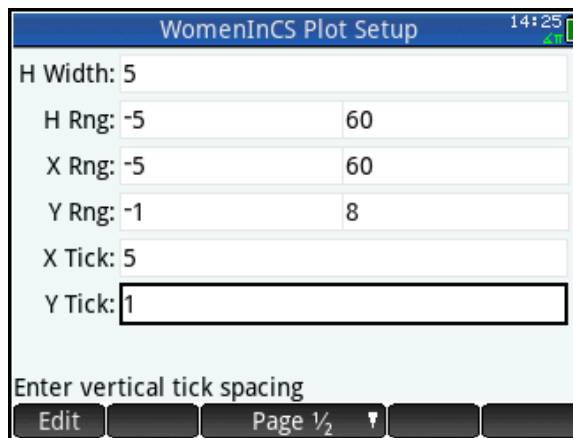 WomenInCS Plot Setup 14:25
∡π
H Width: 5
H Rng: -5 60
X Rng: -5 60
Y Rng: -1 8
X Tick: 5
Y Tick: 1
Enter vertical tick spacing
Edit Page ½